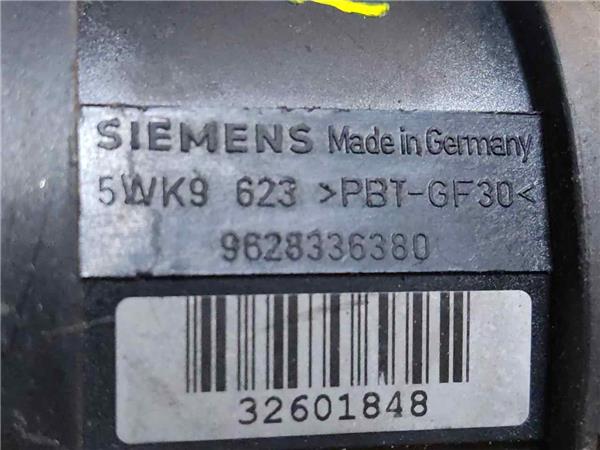 SIEMENS Made in Germany
5WK9 623 >PBT-GF30<
9628336380
32601848